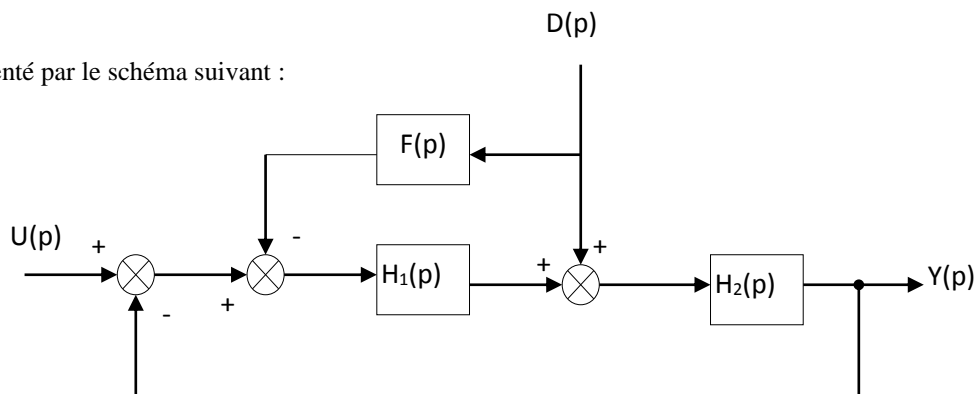 D(p)
enté par le schéma suivant :
F(p)
-
U(p)
+
+
+
H₁(p)
H₂(p)
Y(p)
-
+